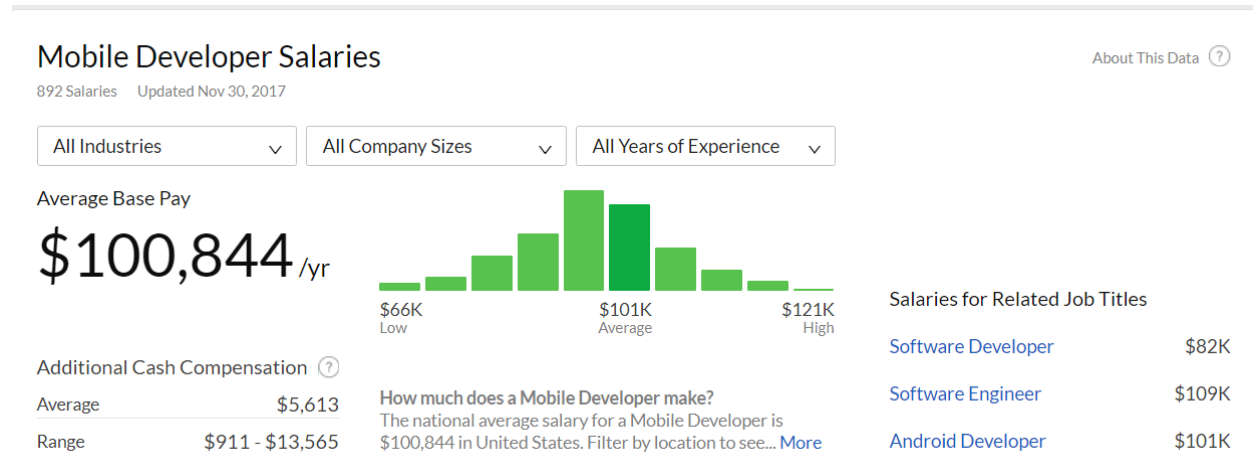 Mobile Developer Salaries
About This Data ?
892 Salaries Updated Nov 30, 2017
All Industries
All Company Sizes
All Years of Experience
Average Base Pay
$100,844 /yr
$66K
Low
$101K
Average
$121K
High
Additional Cash Compensation ?
Average $5,613
Range $911 - $13,565
How much does a Mobile Developer make?
The national average salary for a Mobile Developer is
$100,844 in United States. Filter by location to see... More
Salaries for Related Job Titles
Software Developer $82K
Software Engineer $109K
Android Developer $101K